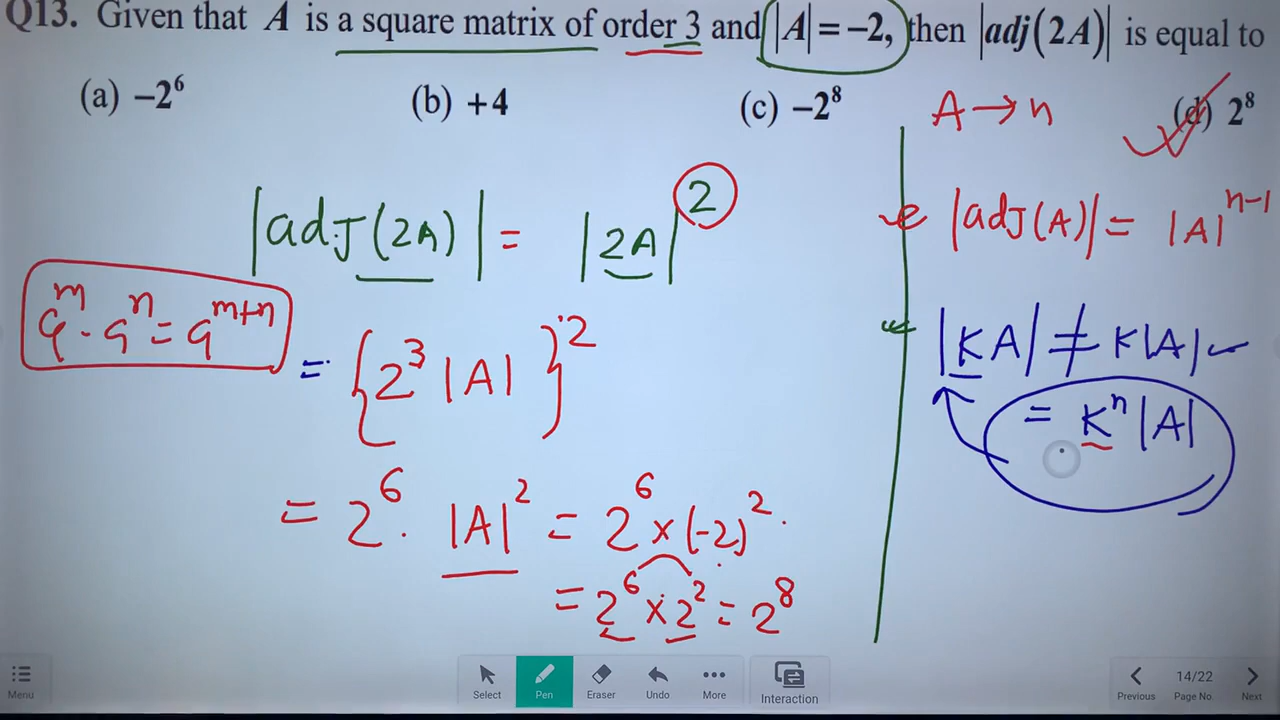 Q13. Given that A is a square matrix of order 3 and |A| = −2, then |adj(2A)| is equal to
(a) −2⁶ (b) +4 (c) −2⁸ (d) 2⁸
A → n
|adJ(2A)| = |2A|²
|adJ(A)| = |A|ⁿ⁻¹
aᵐ · aⁿ = aᵐ⁺ⁿ
= {2³ |A|}²
|KA| ≠ K|A|
= Kⁿ |A|
= 2⁶ · |A|² = 2⁶ × (-2)²
= 2⁶ × 2² = 2⁸
Menu Select Pen Eraser Undo More Interaction Previous 14/22 Page No. Next